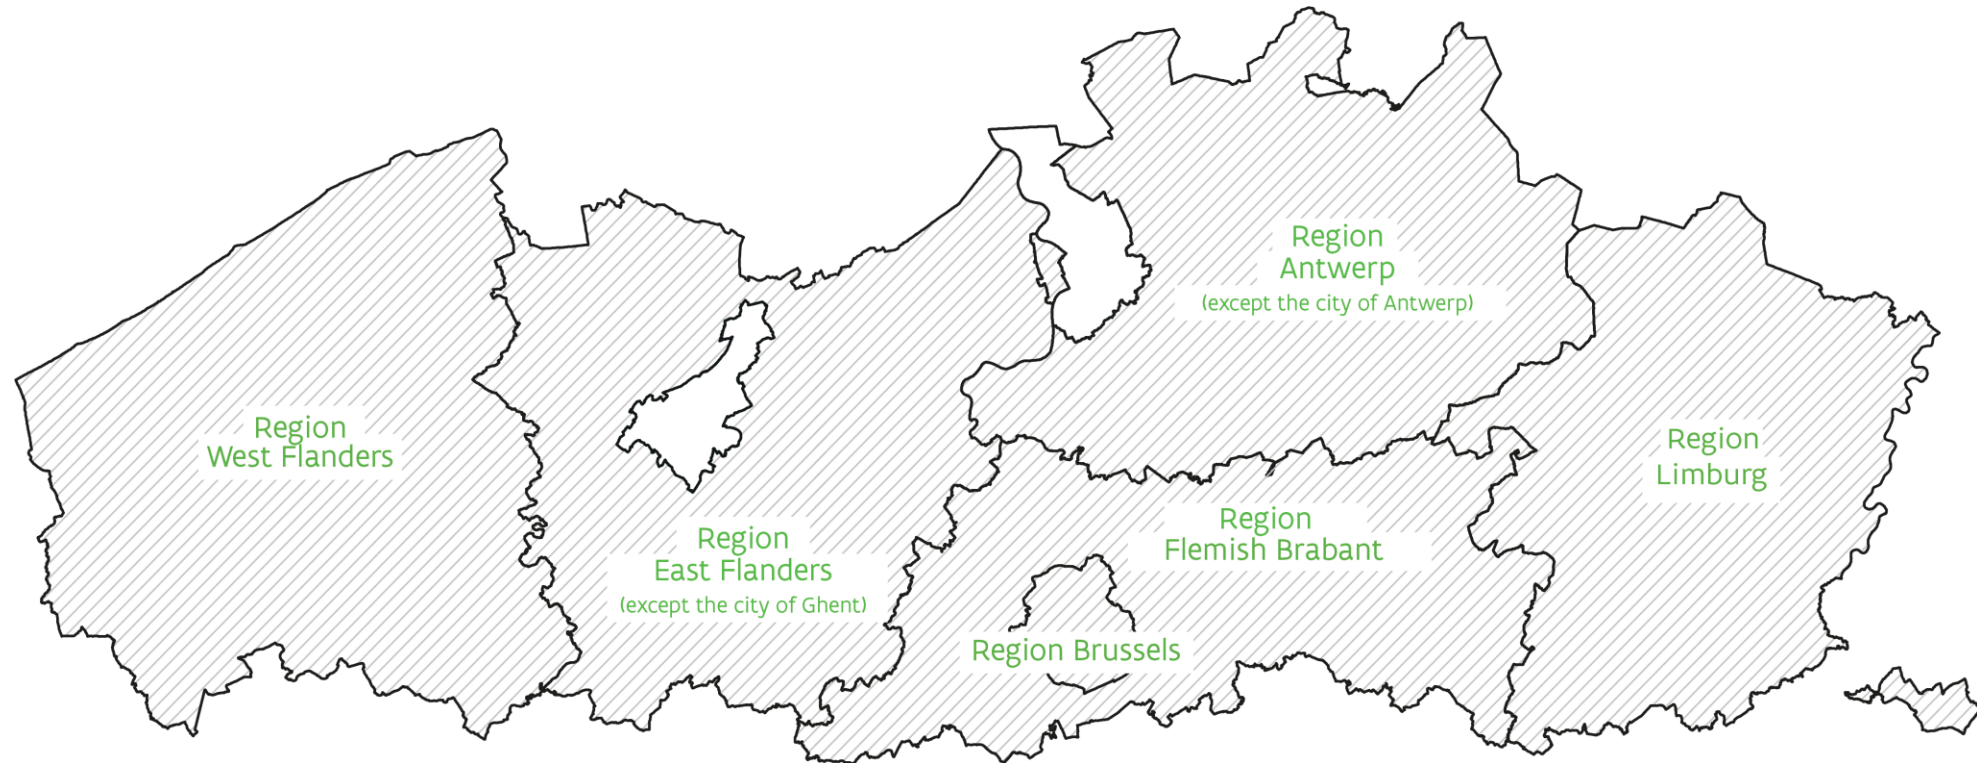 Region
Antwerp
(except the city of Antwerp)
Region
West Flanders
Region
Limburg
Region
Flemish Brabant
Region
East Flanders
(except the city of Ghent)
Region Brussels